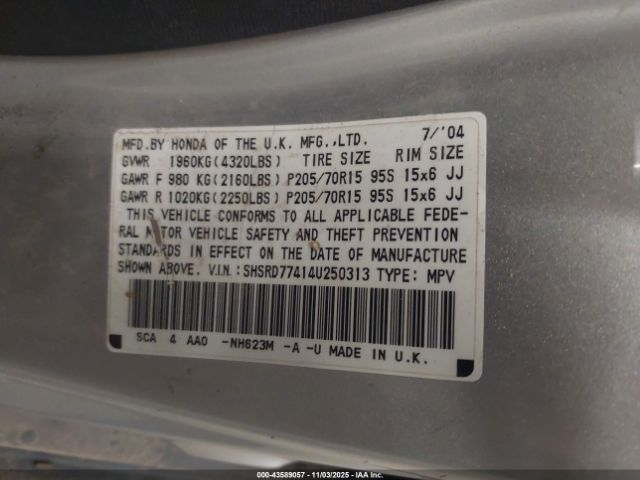 MFD.BY HONDA OF THE U.K. MFG.,LTD. 7/'04
GVWR 1960KG(4320LBS) TIRE SIZE RIM SIZE
GAWR F 980 KG(2160LBS) P205/70R15 95S 15x6 JJ
GAWR R 1020KG(2250LBS) P205/70R15 95S 15x6 JJ
THIS VEHICLE CONFORMS TO ALL APPLICABLE FEDE-
RAL MOTOR VEHICLE SAFETY AND THEFT PREVENTION
STANDARDS IN EFFECT ON THE DATE OF MANUFACTURE
SHOWN ABOVE. V.I.N.:SHSRD77414U250313 TYPE: MPV
SCA 4 AAO -NH623M -A -U MADE IN U.K.
000-43589057 - 11/03/2025 - IAAI.COM